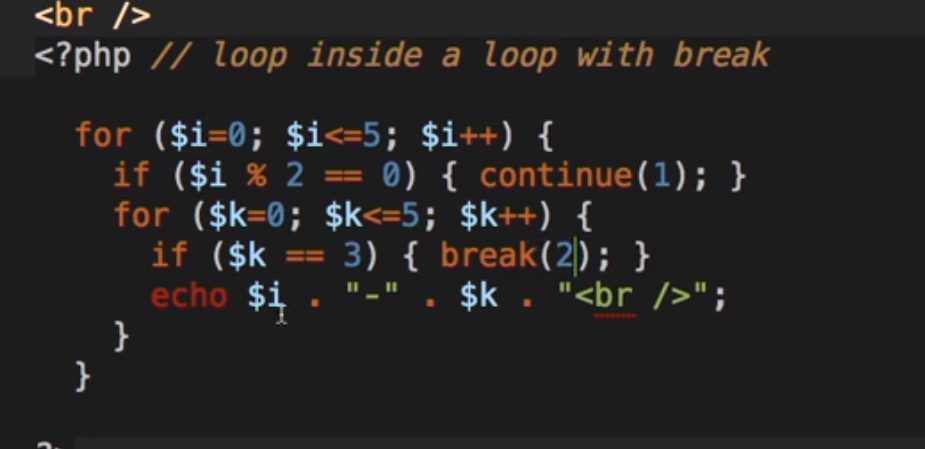 <br />
<?php // loop inside a loop with break
for ($i=0; $i<=5; $i++) {
if ($i % 2 == 0) { continue(1); }
for ($k=0; $k<=5; $k++) {
if ($k == 3) { break(2); }
echo $i . "-" . $k . "<br />";
}
}